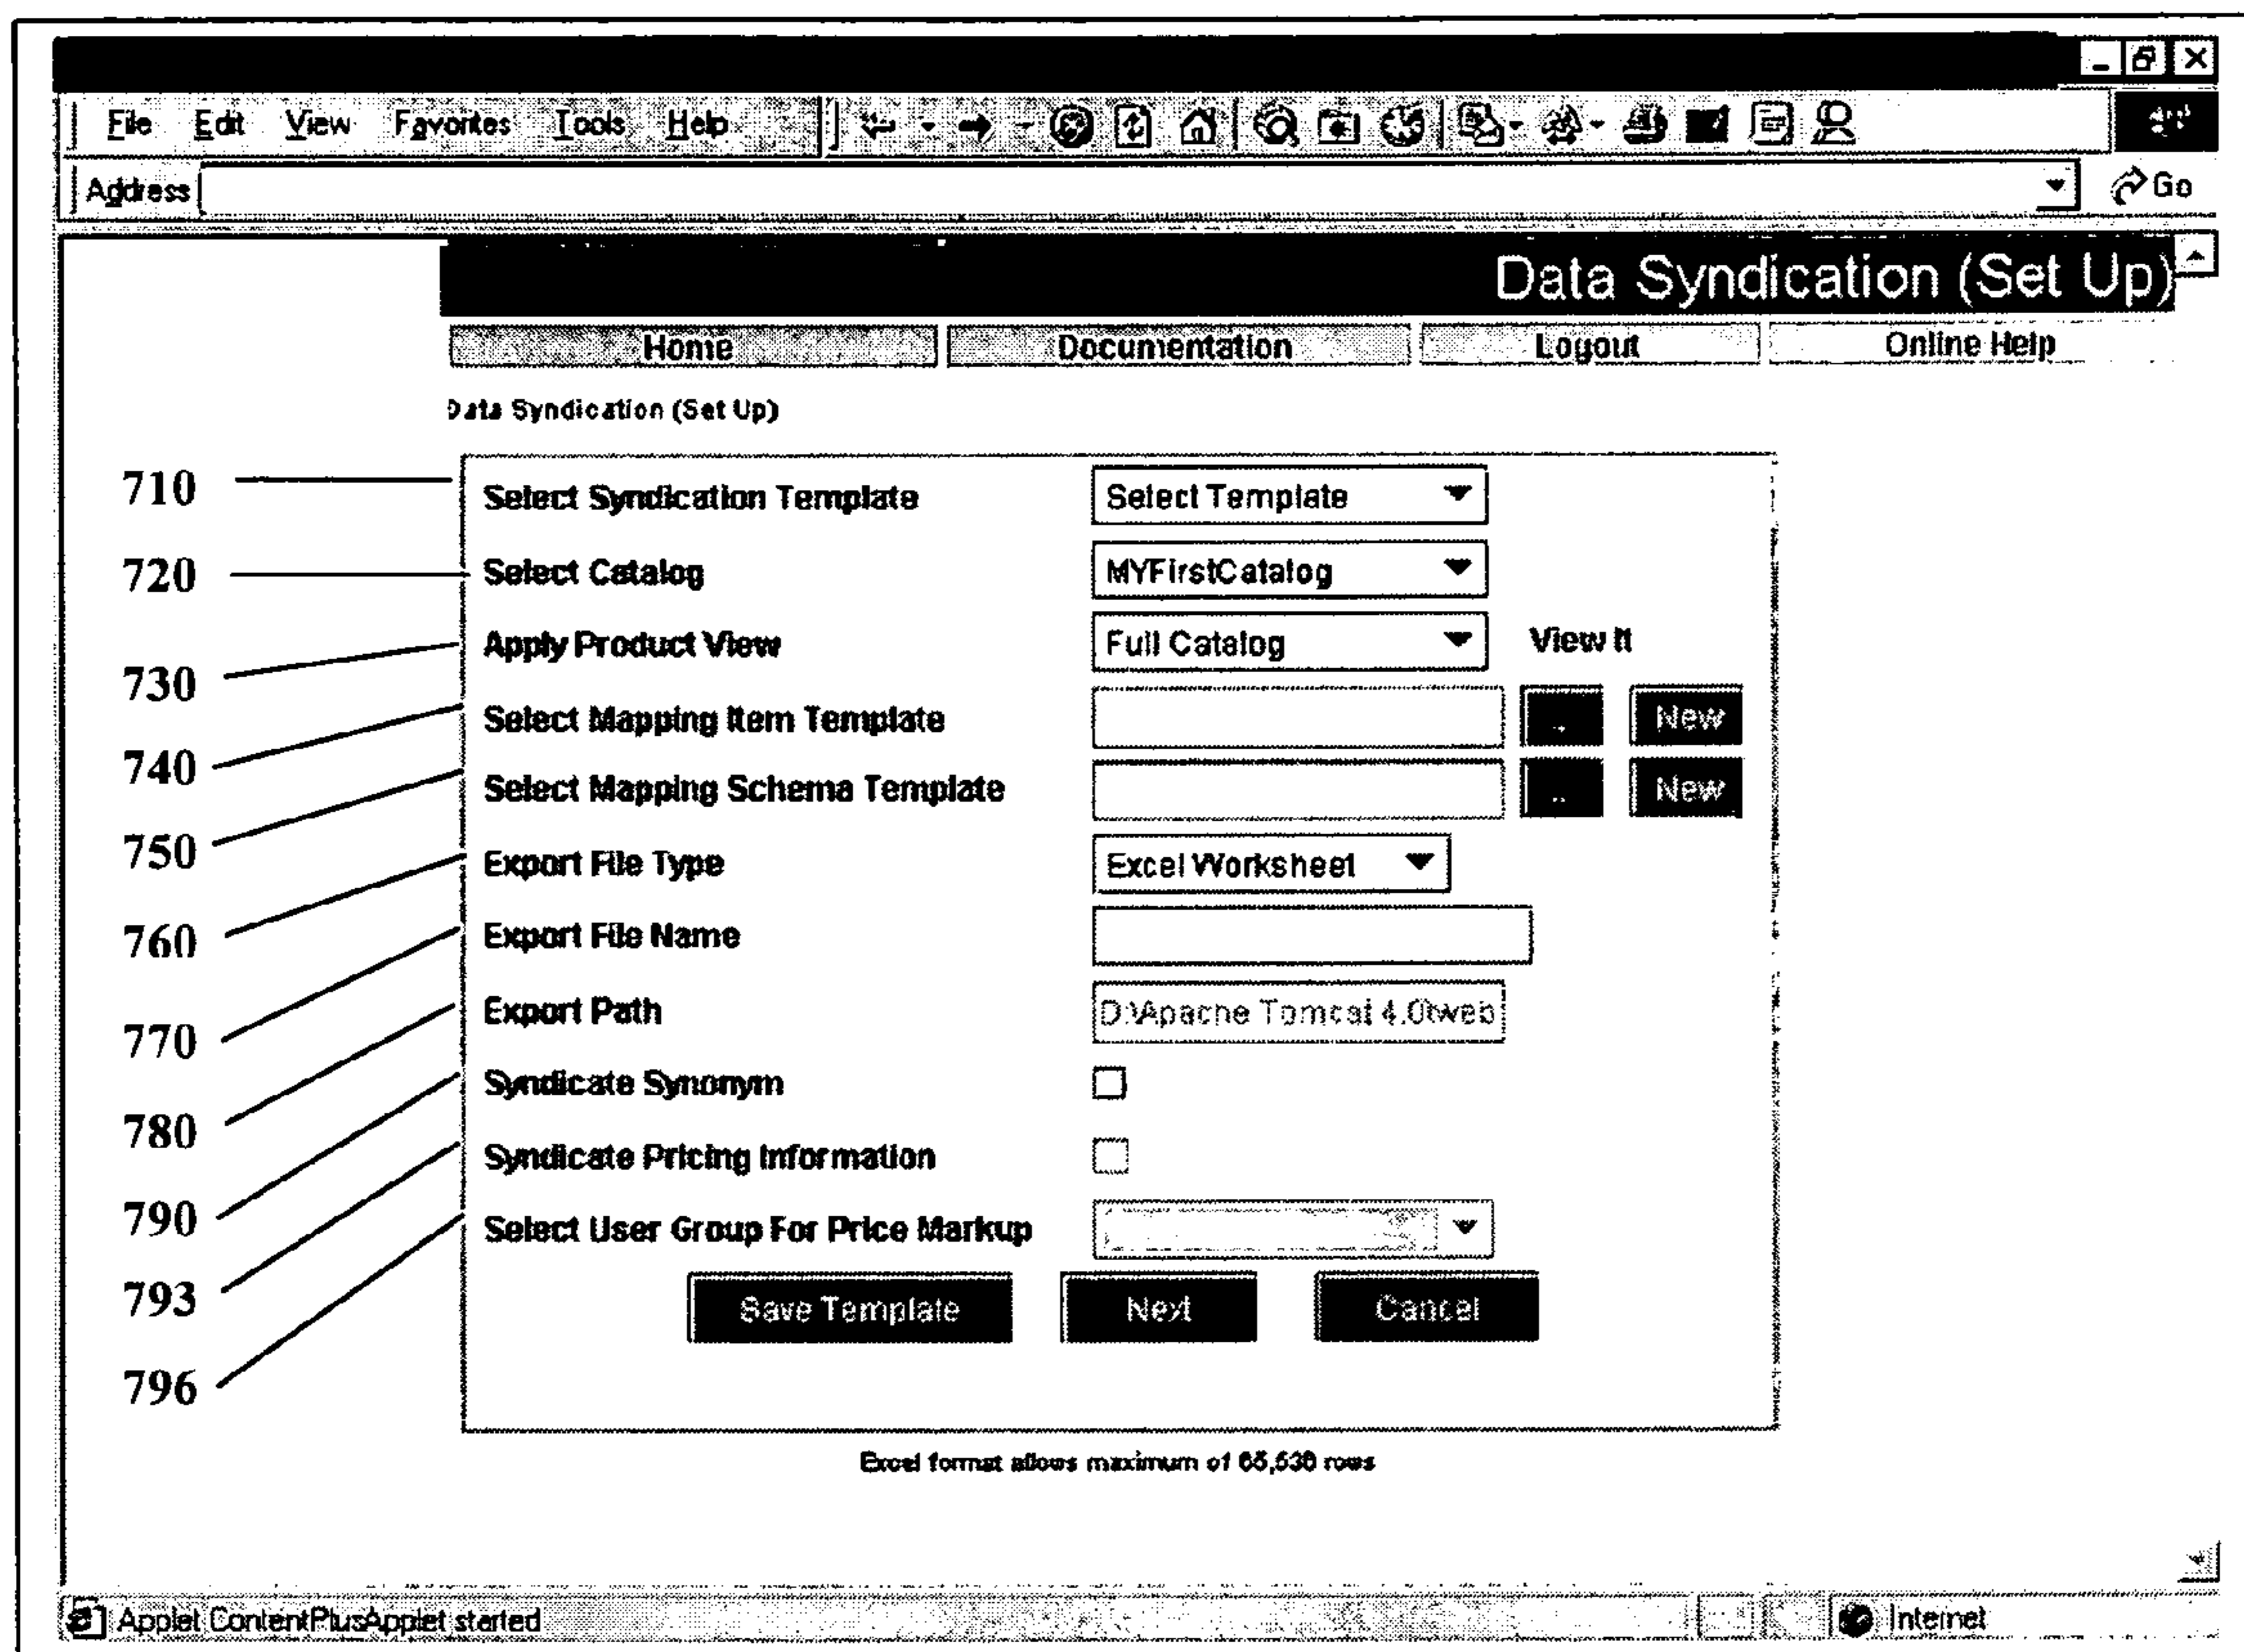 File Edit View Favorites Tools Help
Address Go
Data Syndication (Set Up)
Home Documentation Logout Online Help
Data Syndication (Set Up)
710 Select Syndication Template Select Template
720 Select Catalog MYFirstCatalog
730 Apply Product View Full Catalog View It
740 Select Mapping Item Template .. New
750 Select Mapping Schema Template .. New
760 Export File Type Excel Worksheet
770 Export File Name
780 Export Path D:\Apache Tomcat 4.0\web
790 Syndicate Synonym
793 Syndicate Pricing Information
796 Select User Group For Price Markup
Save Template Next Cancel
Excel format allows maximum of rows
Applet ContentPlusApplet started Internet